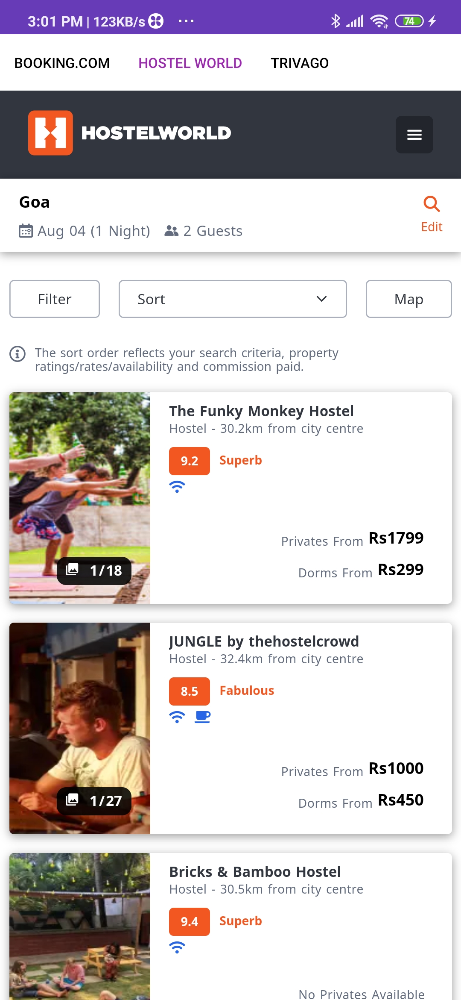 3:01 PM | 123KB/s ... 74
BOOKING.COM HOSTEL WORLD TRIVAGO
HOSTELWORLD
Goa
Aug 04 (1 Night) 2 Guests
Edit
Filter Sort Map
The sort order reflects your search criteria, property
ratings/rates/availability and commission paid.
The Funky Monkey Hostel
Hostel - 30.2km from city centre
9.2 Superb
Privates From Rs1799
Dorms From Rs299
1/18
JUNGLE by thehostelcrowd
Hostel - 32.4km from city centre
8.5 Fabulous
Privates From Rs1000
Dorms From Rs450
1/27
Bricks & Bamboo Hostel
Hostel - 30.5km from city centre
9.4 Superb
No Privates Available